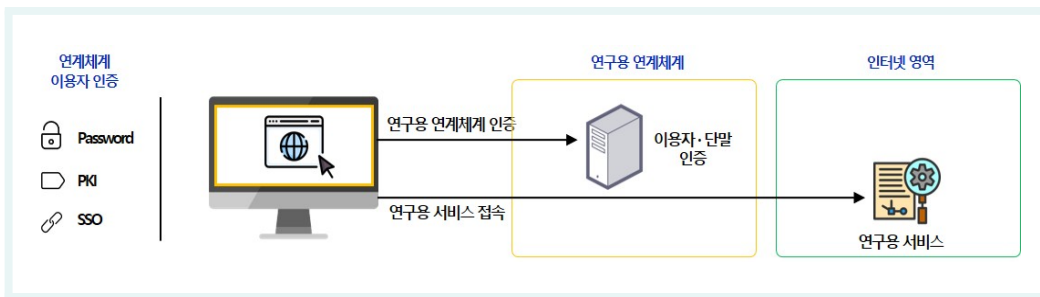 연계체계
이용자 인증
Password
PKI
SSO
연구용 연계체계 인증
연구용 서비스 접속
연구용 연계체계
이용자·단말
인증
인터넷 영역
연구용 서비스